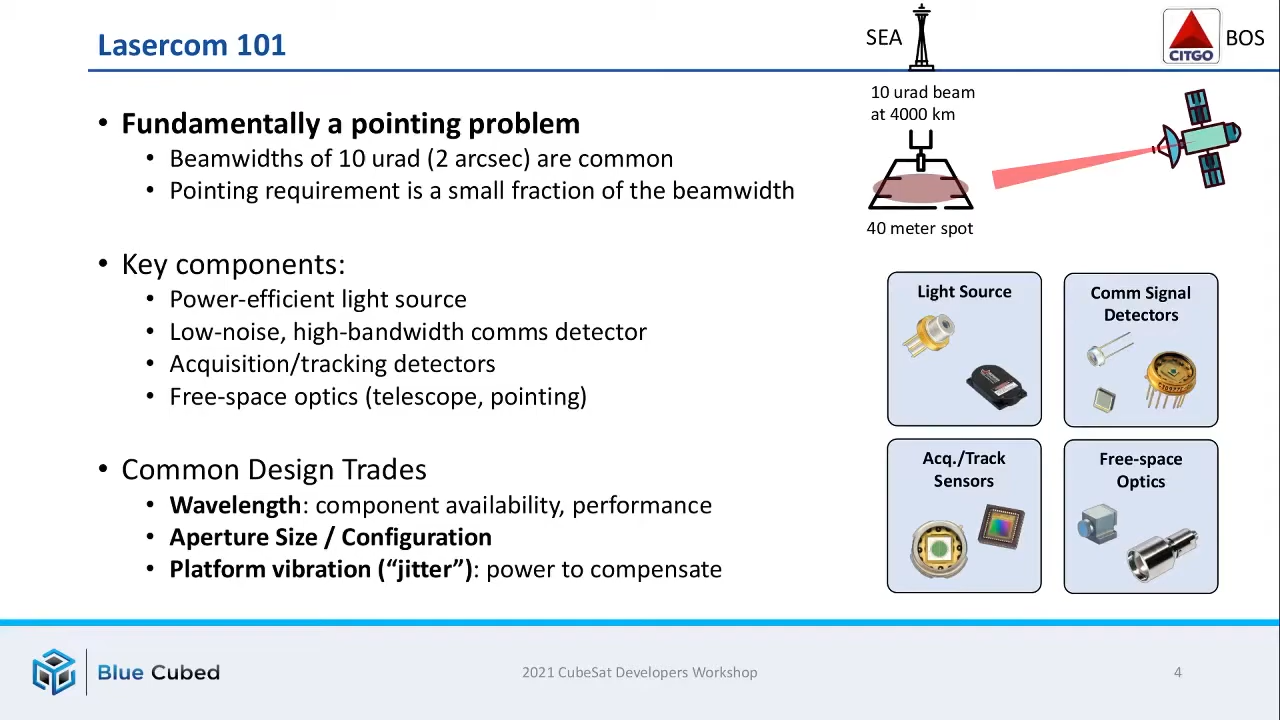 Lasercom 101
SEA
CITGO
BOS
• Fundamentally a pointing problem
• Beamwidths of 10 urad (2 arcsec) are common
• Pointing requirement is a small fraction of the beamwidth
10 urad beam
at 4000 km
40 meter spot
• Key components:
• Power-efficient light source
• Low-noise, high-bandwidth comms detector
• Acquisition/tracking detectors
• Free-space optics (telescope, pointing)
• Common Design Trades
• Wavelength: component availability, performance
• Aperture Size / Configuration
• Platform vibration (“jitter”): power to compensate
Light Source
Comm Signal
Detectors
Acq./Track
Sensors
Free-space
Optics
Blue Cubed
2021 CubeSat Developers Workshop
4